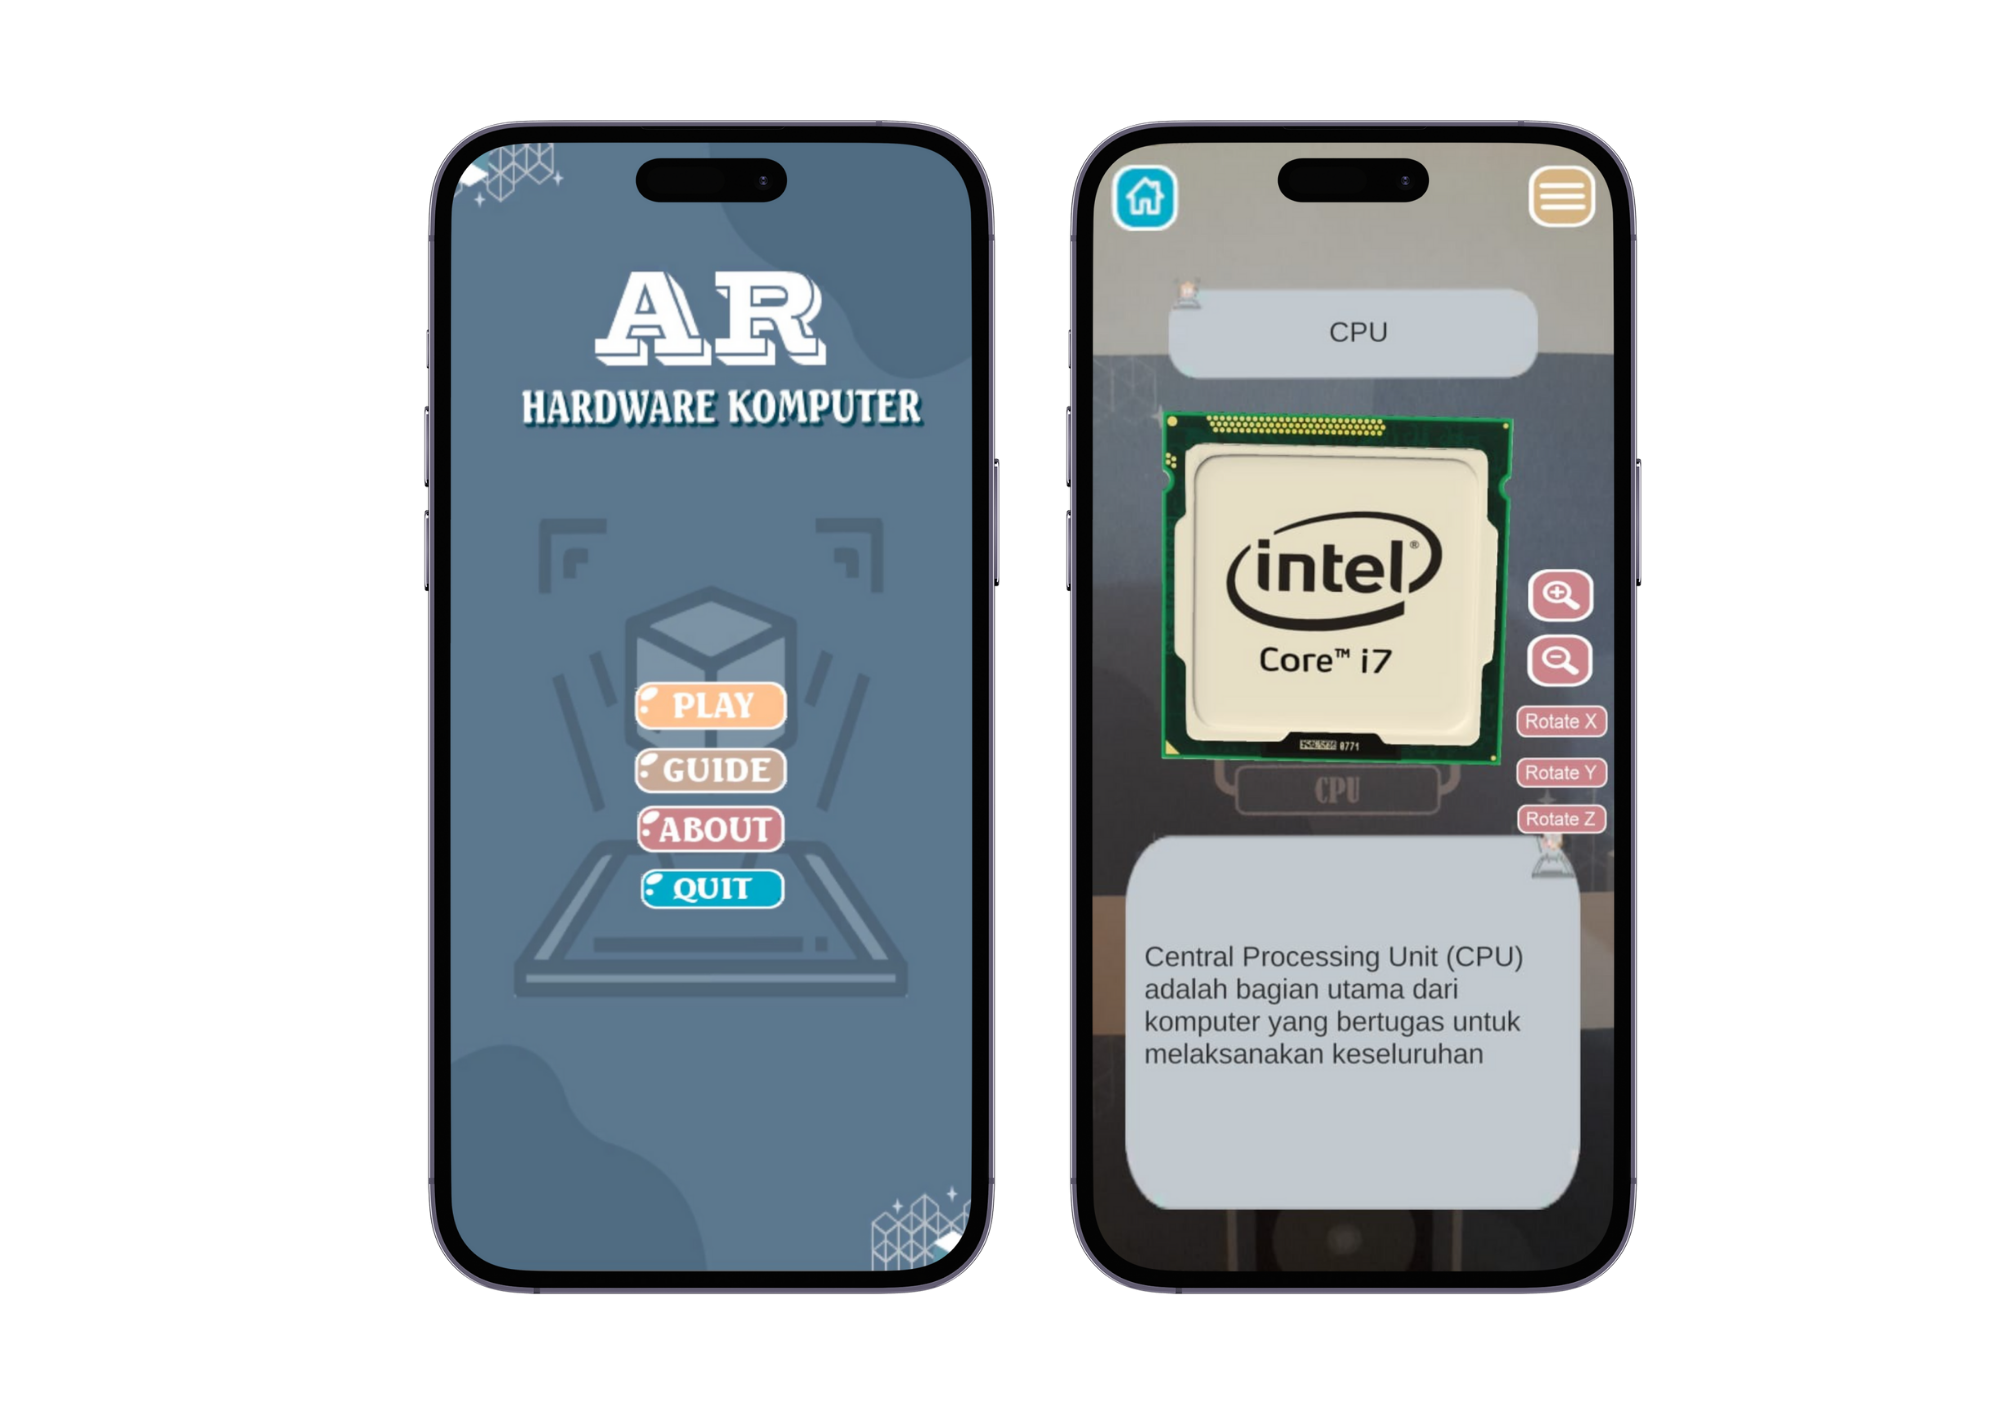 AR
HARDWARE KOMPUTER
PLAY
GUIDE
ABOUT
QUIT
CPU
intel®
Core™ i7
0771
CPU
Rotate X
Rotate Y
Rotate Z
Central Processing Unit (CPU)
adalah bagian utama dari
komputer yang bertugas untuk
melaksanakan keseluruhan